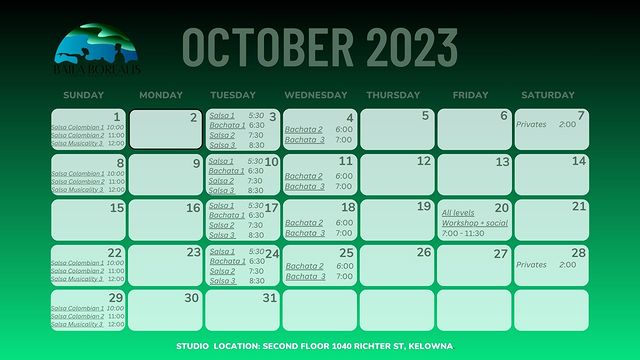 BAILA BOREALIS
OCTOBER 2023
SUNDAY MONDAY TUESDAY WEDNESDAY THURSDAY FRIDAY SATURDAY
1
Salsa Colombian 1 10:00
Salsa Colombian 2 11:00
Salsa Musicality 3 12:00
2
3
Salsa 1 5:30
Bachata 1 6:30
Salsa 2 7:30
Salsa 3 8:30
4
Bachata 2 6:00
Bachata 3 7:00
5
6
7
Privates 2:00
8
Salsa Colombian 1 10:00
Salsa Colombian 2 11:00
Salsa Musicality 3 12:00
9
10
Salsa 1 5:30
Bachata 1 6:30
Salsa 2 7:30
Salsa 3 8:30
11
Bachata 2 6:00
Bachata 3 7:00
12
13
14
15
16
17
Salsa 1 5:30
Bachata 1 6:30
Salsa 2 7:30
Salsa 3 8:30
18
Bachata 2 6:00
Bachata 3 7:00
19
20
All levels
Workshop + social
7:00 - 11:30
21
22
Salsa Colombian 1 10:00
Salsa Colombian 2 11:00
Salsa Musicality 3 12:00
23
24
Salsa 1 5:30
Bachata 1 6:30
Salsa 2 7:30
Salsa 3 8:30
25
Bachata 2 6:00
Bachata 3 7:00
26
27
28
Privates 2:00
29
Salsa Colombian 1 10:00
Salsa Colombian 2 11:00
Salsa Musicality 3 12:00
30
31
STUDIO LOCATION: SECOND FLOOR 1040 RICHTER ST, KELOWNA